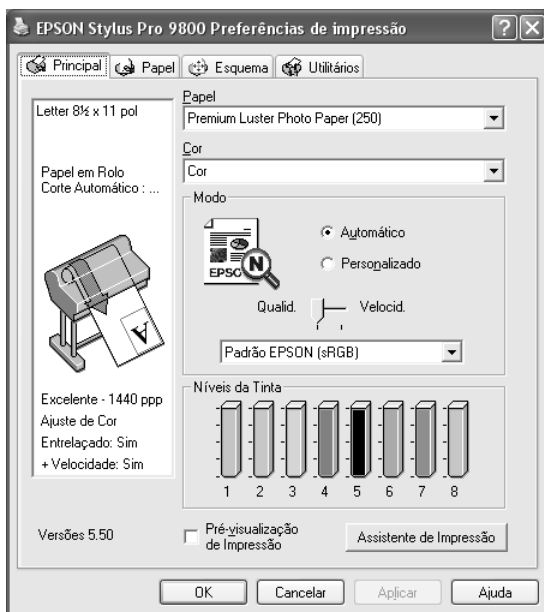 EPSON Stylus Pro 9800 Preferências de impressão
Principal
Papel
Esquema
Utilitários
Letter 8½ x 11 pol
Papel em Rolo
Corte Automático : ...
A
Excelente - 1440 ppp
Ajuste de Cor
Entrelaçado: Sim
+ Velocidade: Sim
Versões 5.50
Papel
Premium Luster Photo Paper (250)
Cor
Cor
Modo
EPSON
N
Automático
Personalizado
Qualid.
Velocid.
Padrão EPSON (sRGB)
Níveis da Tinta
1 2 3 4 5 6 7 8
Pré-visualização
de Impressão
Assistente de Impressão
OK
Cancelar
Aplicar
Ajuda